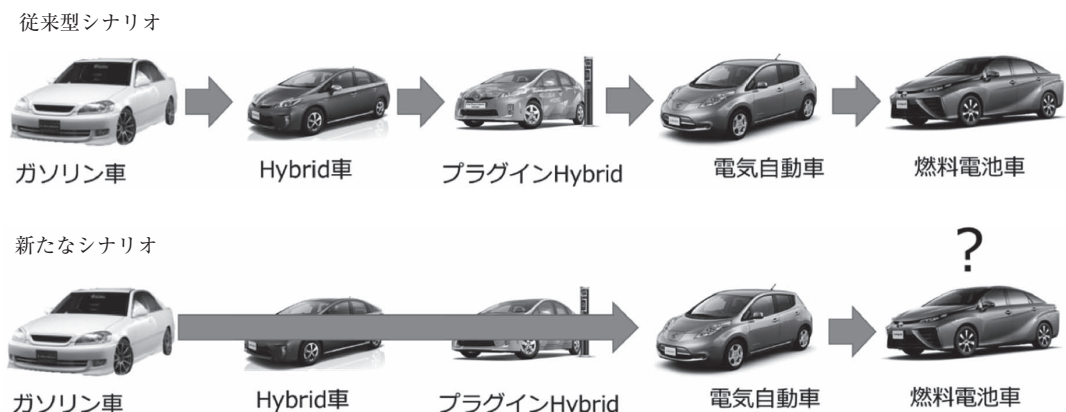 従来型シナリオ
ガソリン車
Hybrid車
プラグインHybrid
電気自動車
燃料電池車
新たなシナリオ
?
ガソリン車
Hybrid車
プラグインHybrid
電気自動車
燃料電池車